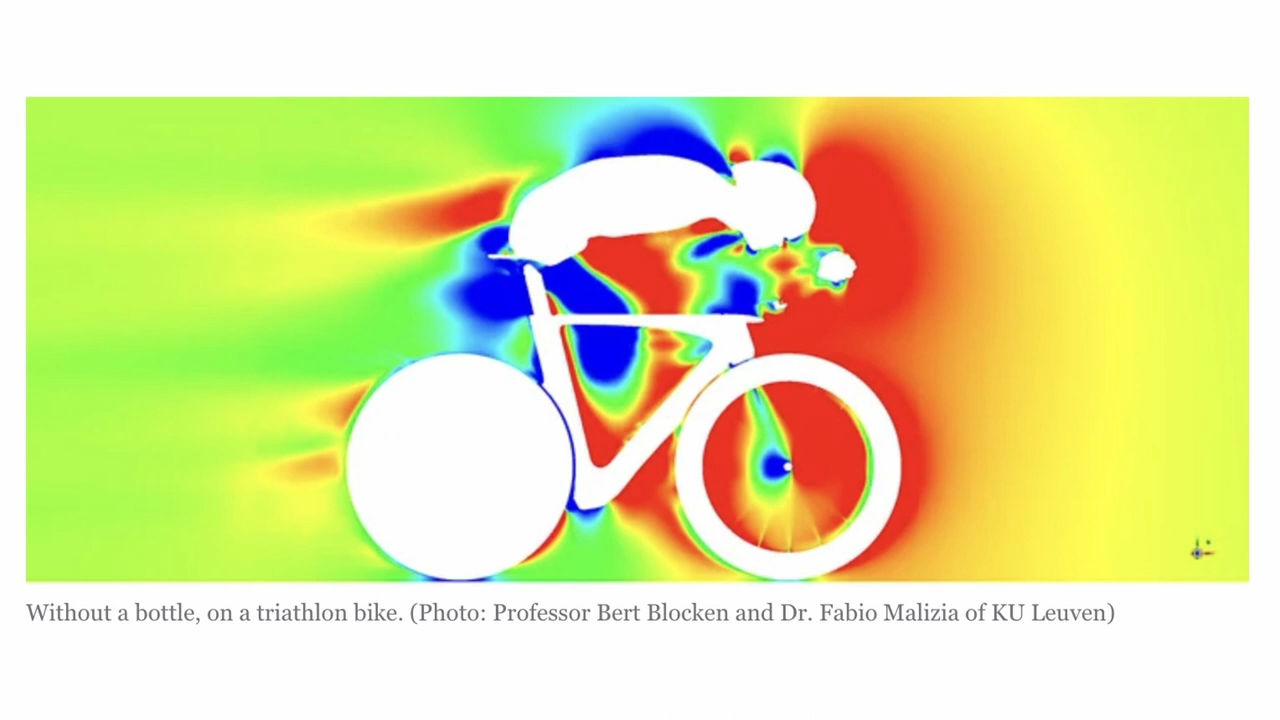 Without a bottle, on a triathlon bike. (Photo: Professor Bert Blocken and Dr. Fabio Malizia of KU Leuven)